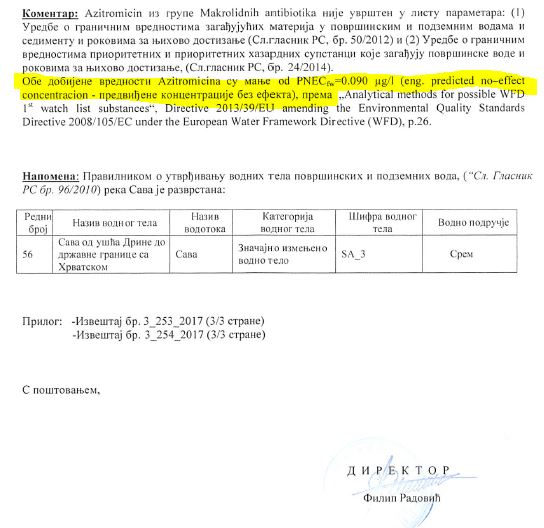 Коментар: Azitromicin из групе Makrolidnih antibiotika није уврштен у листу параметара: (1)
Уредбе о граничним вредностима загађујућих материја у површинским и подземним водама и
седименту и роковима за њихово достизање (Сл.гласник РС, бр. 50/2012) и (2) Уредбе о граничним
вредностима приоритетних и приоритетних хазардних супстанци које загађују површинске воде и
роковима за њихово достизање, (Сл.гласник РС, бр. 24/2014).
Обе добијене вредности Azitromicina су мање od PNECfw=0.090 µg/l (eng. predicted no–effect
concentracion - предвиђене концентрације без ефекта), према „Analytical methods for possible WFD
1st watch list substances“, Directive 2013/39/EU amending the Environmental Quality Standards
Directive 2008/105/EC under the European Water Framework Directive (WFD), p.26.
Напомена: Правилником о утврђивању водних тела површинских и подземних вода, (“Сл. Гласник
РС бр. 96/2010) река Сава је разврстана:
Редни број Назив водног тела Назив водотока Категорија водног тела Шифра водног тела Водно подручје
56 Сава од ушћа Дрине до државне границе са Хрватском Сава Значајно измењено водно тело SA_3 Срем
Прилог: -Извештај бр. 3_253_2017 (3/3 стране)
-Извештај бр. 3_254_2017 (3/3 стране)
С поштовањем,
Д И Р Е К Т О Р
Филип Радовић